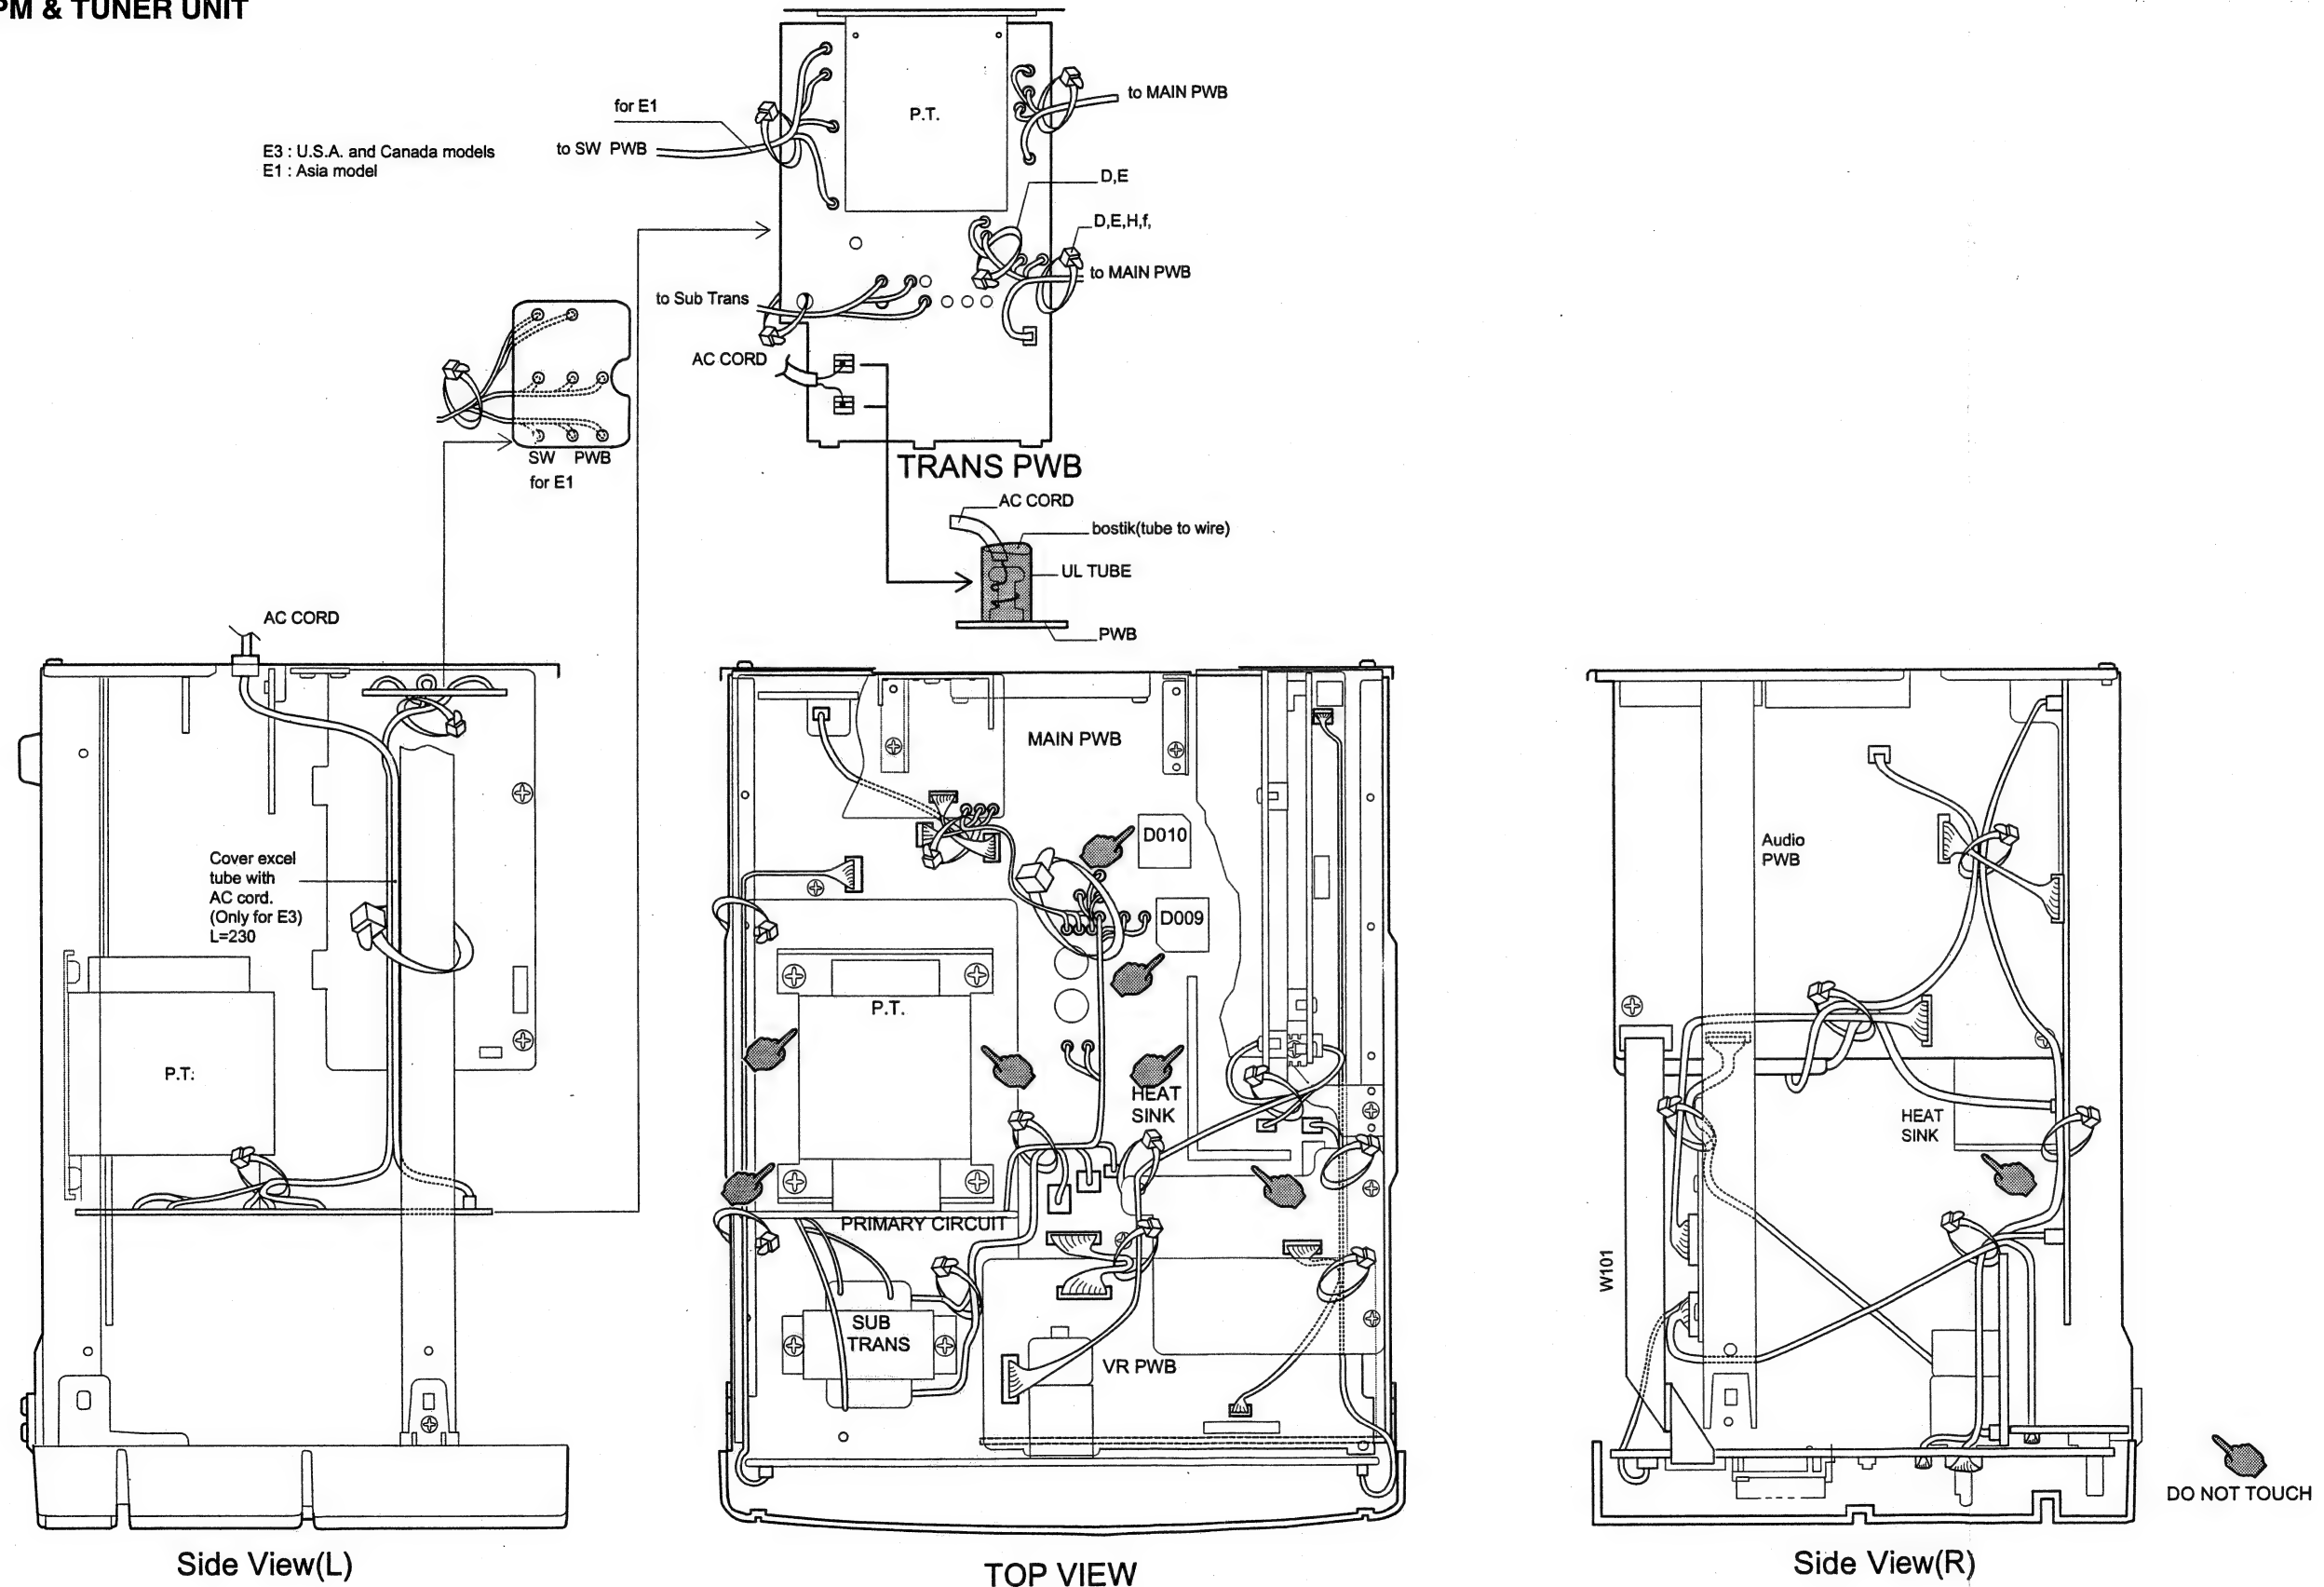 PM & TUNER UNIT
for E1
P.T.
to MAIN PWB
E3 : U.S.A. and Canada models
E1 : Asia model
to SW PWB
D,E
D,E,H,f,
to MAIN PWB
to Sub Trans
AC CORD
SW PWB
for E1
TRANS PWB
AC CORD
bostik(tube to wire)
UL TUBE
PWB
AC CORD
Cover excel
tube with
AC cord.
(Only for E3)
L=230
P.T:
Side View(L)
MAIN PWB
D010
D009
P.T.
HEAT
SINK
PRIMARY CIRCUIT
SUB
TRANS
VR PWB
TOP VIEW
Audio
PWB
HEAT
SINK
W101
Side View(R)
DO NOT TOUCH